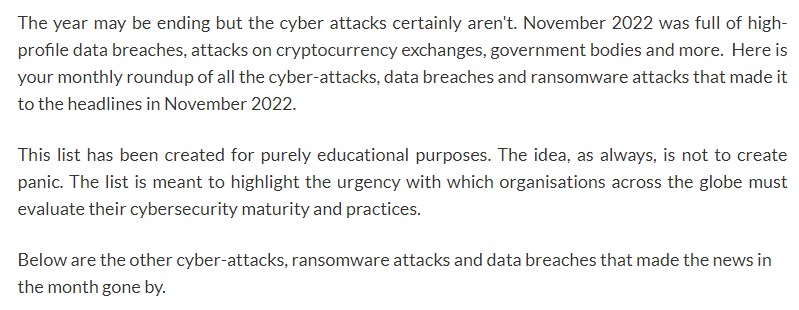 The year may be ending but the cyber attacks certainly aren't. November 2022 was full of high-
profile data breaches, attacks on cryptocurrency exchanges, government bodies and more.  Here is
your monthly roundup of all the cyber-attacks, data breaches and ransomware attacks that made it
to the headlines in November 2022.
This list has been created for purely educational purposes. The idea, as always, is not to create
panic. The list is meant to highlight the urgency with which organisations across the globe must
evaluate their cybersecurity maturity and practices.
Below are the other cyber-attacks, ransomware attacks and data breaches that made the news in
the month gone by.